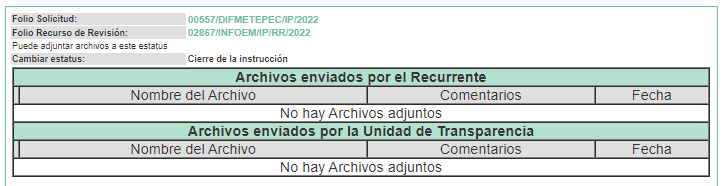 Folio Solicitud: 00557/DIFMETEPEC/IP/2022
Folio Recurso de Revisión: 02867/INFOEM/IP/RR/2022
Puede adjuntar archivos a este estatus
Cambiar estatus: Cierre de la instrucción
Archivos enviados por el Recurrente
Nombre del Archivo Comentarios Fecha
No hay Archivos adjuntos
Archivos enviados por la Unidad de Transparencia
Nombre del Archivo Comentarios Fecha
No hay Archivos adjuntos